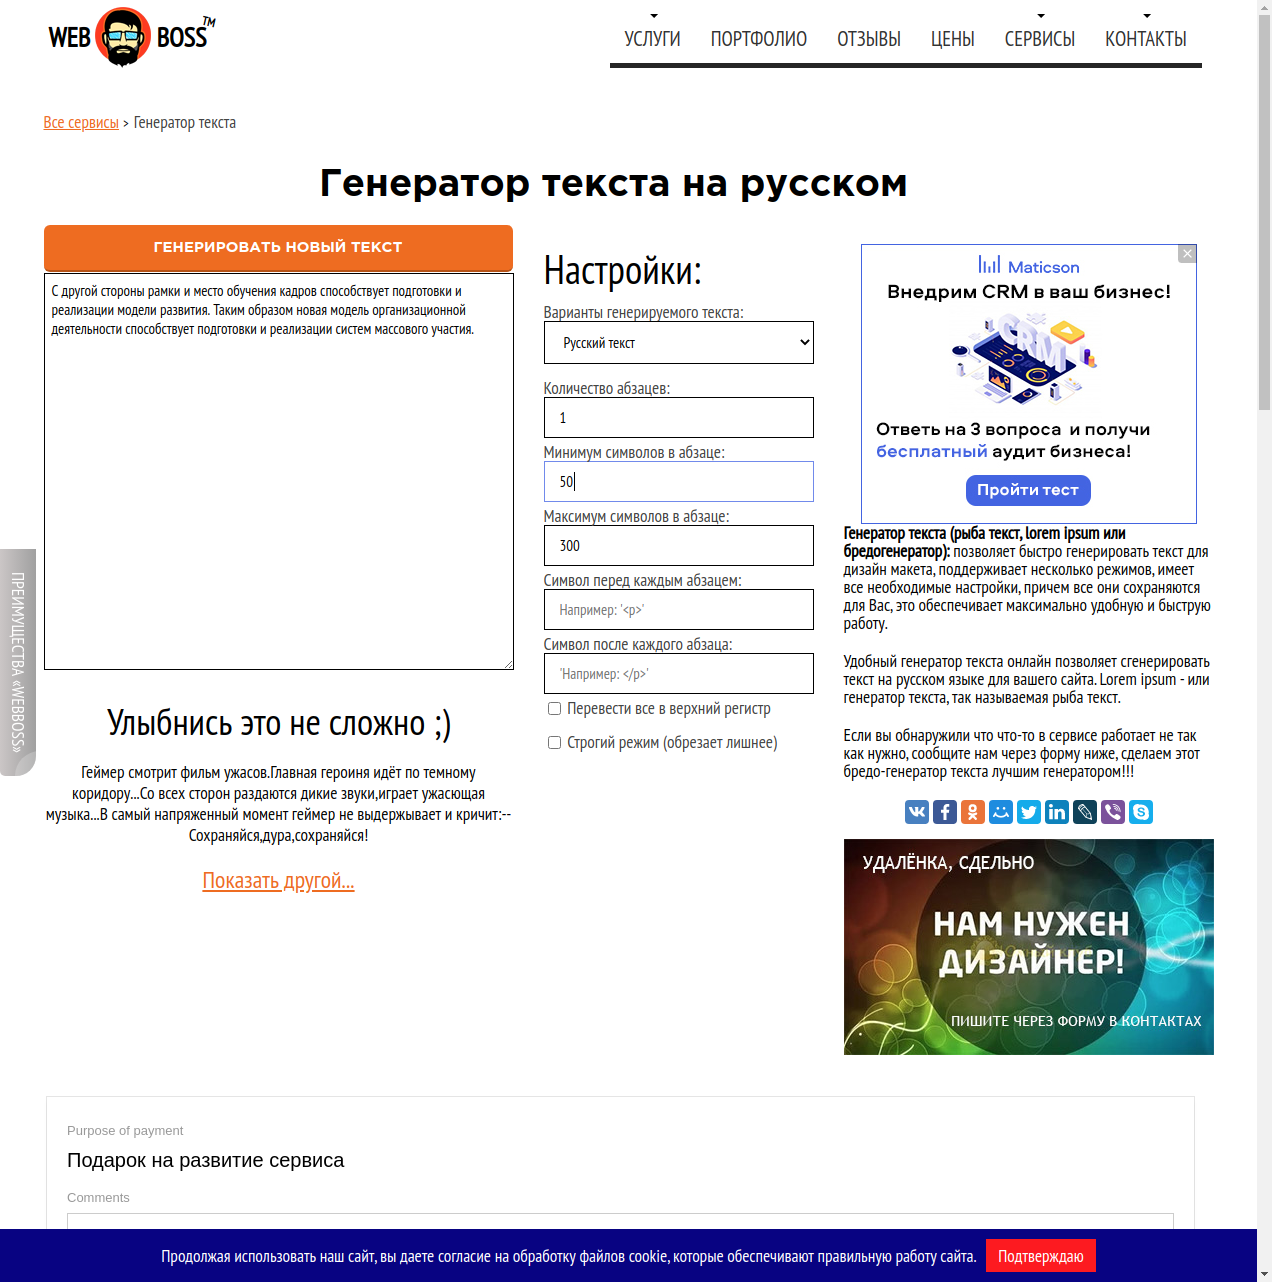 WEB BOSS™
УСЛУГИ ПОРТФОЛИО ОТЗЫВЫ ЦЕНЫ СЕРВИСЫ КОНТАКТЫ
Все сервисы > Генератор текста
Генератор текста на русском
ГЕНЕРИРОВАТЬ НОВЫЙ ТЕКСТ
С другой стороны рамки и место обучения кадров способствует подготовки и
реализации модели развития. Таким образом новая модель организационной
деятельности способствует подготовки и реализации систем массового участия.
Улыбнись это не сложно ;)
Геймер смотрит фильм ужасов.Главная героиня идёт по темному
коридору...Со всех сторон раздаются дикие звуки,играет ужасющая
музыка...В самый напряженный момент геймер не выдерживает и кричит:--
Сохраняйся,дура,сохраняйся!
Показать другой...
ПРЕИМУЩЕСТВА «WEBBOSS»
Настройки:
Варианты генерируемого текста:
Русский текст
Количество абзацев:
1
Минимум символов в абзаце:
50
Максимум символов в абзаце:
300
Символ перед каждым абзацем:
Например: '<p>'
Символ после каждого абзаца:
'Например: </p>'
Перевести все в верхний регистр
Строгий режим (обрезает лишнее)
Maticson
Внедрим CRM в ваш бизнес!
CRM
Ответь на 3 вопроса и получи
бесплатный аудит бизнеса!
Пройти тест
Генератор текста (рыба текст, lorem ipsum или
бредогенератор): позволяет быстро генерировать текст для
дизайн макета, поддерживает несколько режимов, имеет
все необходимые настройки, причем все они сохраняются
для Вас, это обеспечивает максимально удобную и быструю
работу.
Удобный генератор текста онлайн позволяет сгенерировать
текст на русском языке для вашего сайта. Lorem ipsum - или
генератор текста, так называемая рыба текст.
Если вы обнаружили что что-то в сервисе работает не так
как нужно, сообщите нам через форму ниже, сделаем этот
бредо-генератор текста лучшим генератором!!!
УДАЛЁНКА, СДЕЛЬНО
НАМ НУЖЕН
ДИЗАЙНЕР!
ПИШИТЕ ЧЕРЕЗ ФОРМУ В КОНТАКТАХ
Purpose of payment
Подарок на развитие сервиса
Comments
Продолжая использовать наш сайт, вы даете согласие на обработку файлов cookie, которые обеспечивают правильную работу сайта. Подтверждаю